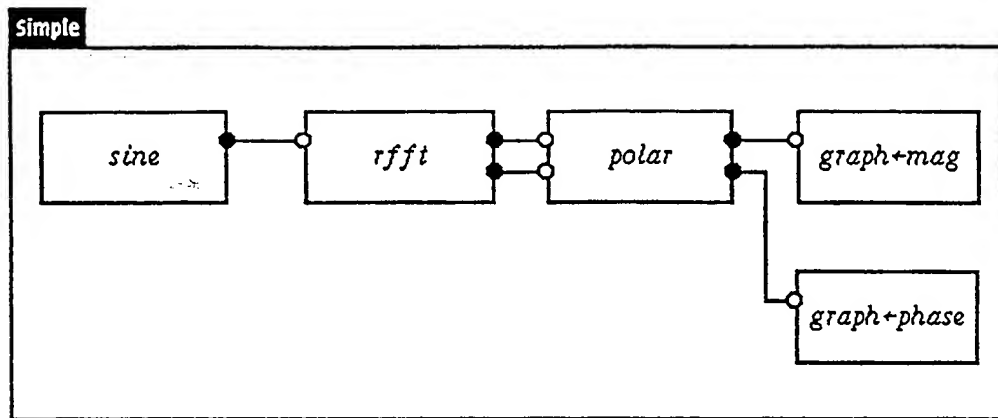 Simple
sine
rfft
polar
graph←mag
graph←phase